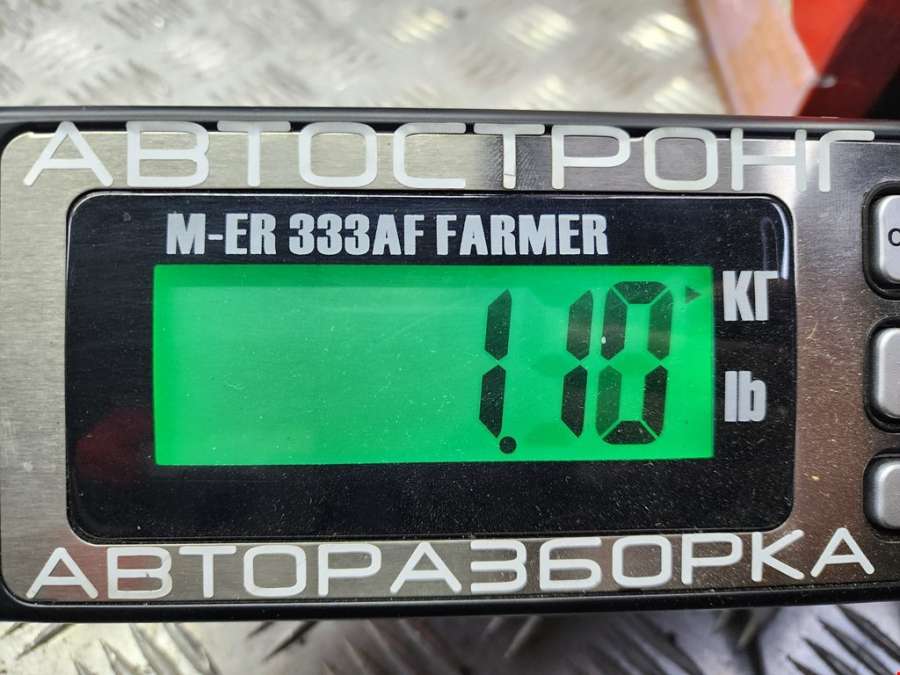 АВТОСТРОНГ
M-ER 333AF FARMER
1.10
КГ
lb
АВТОРАЗБОРКА